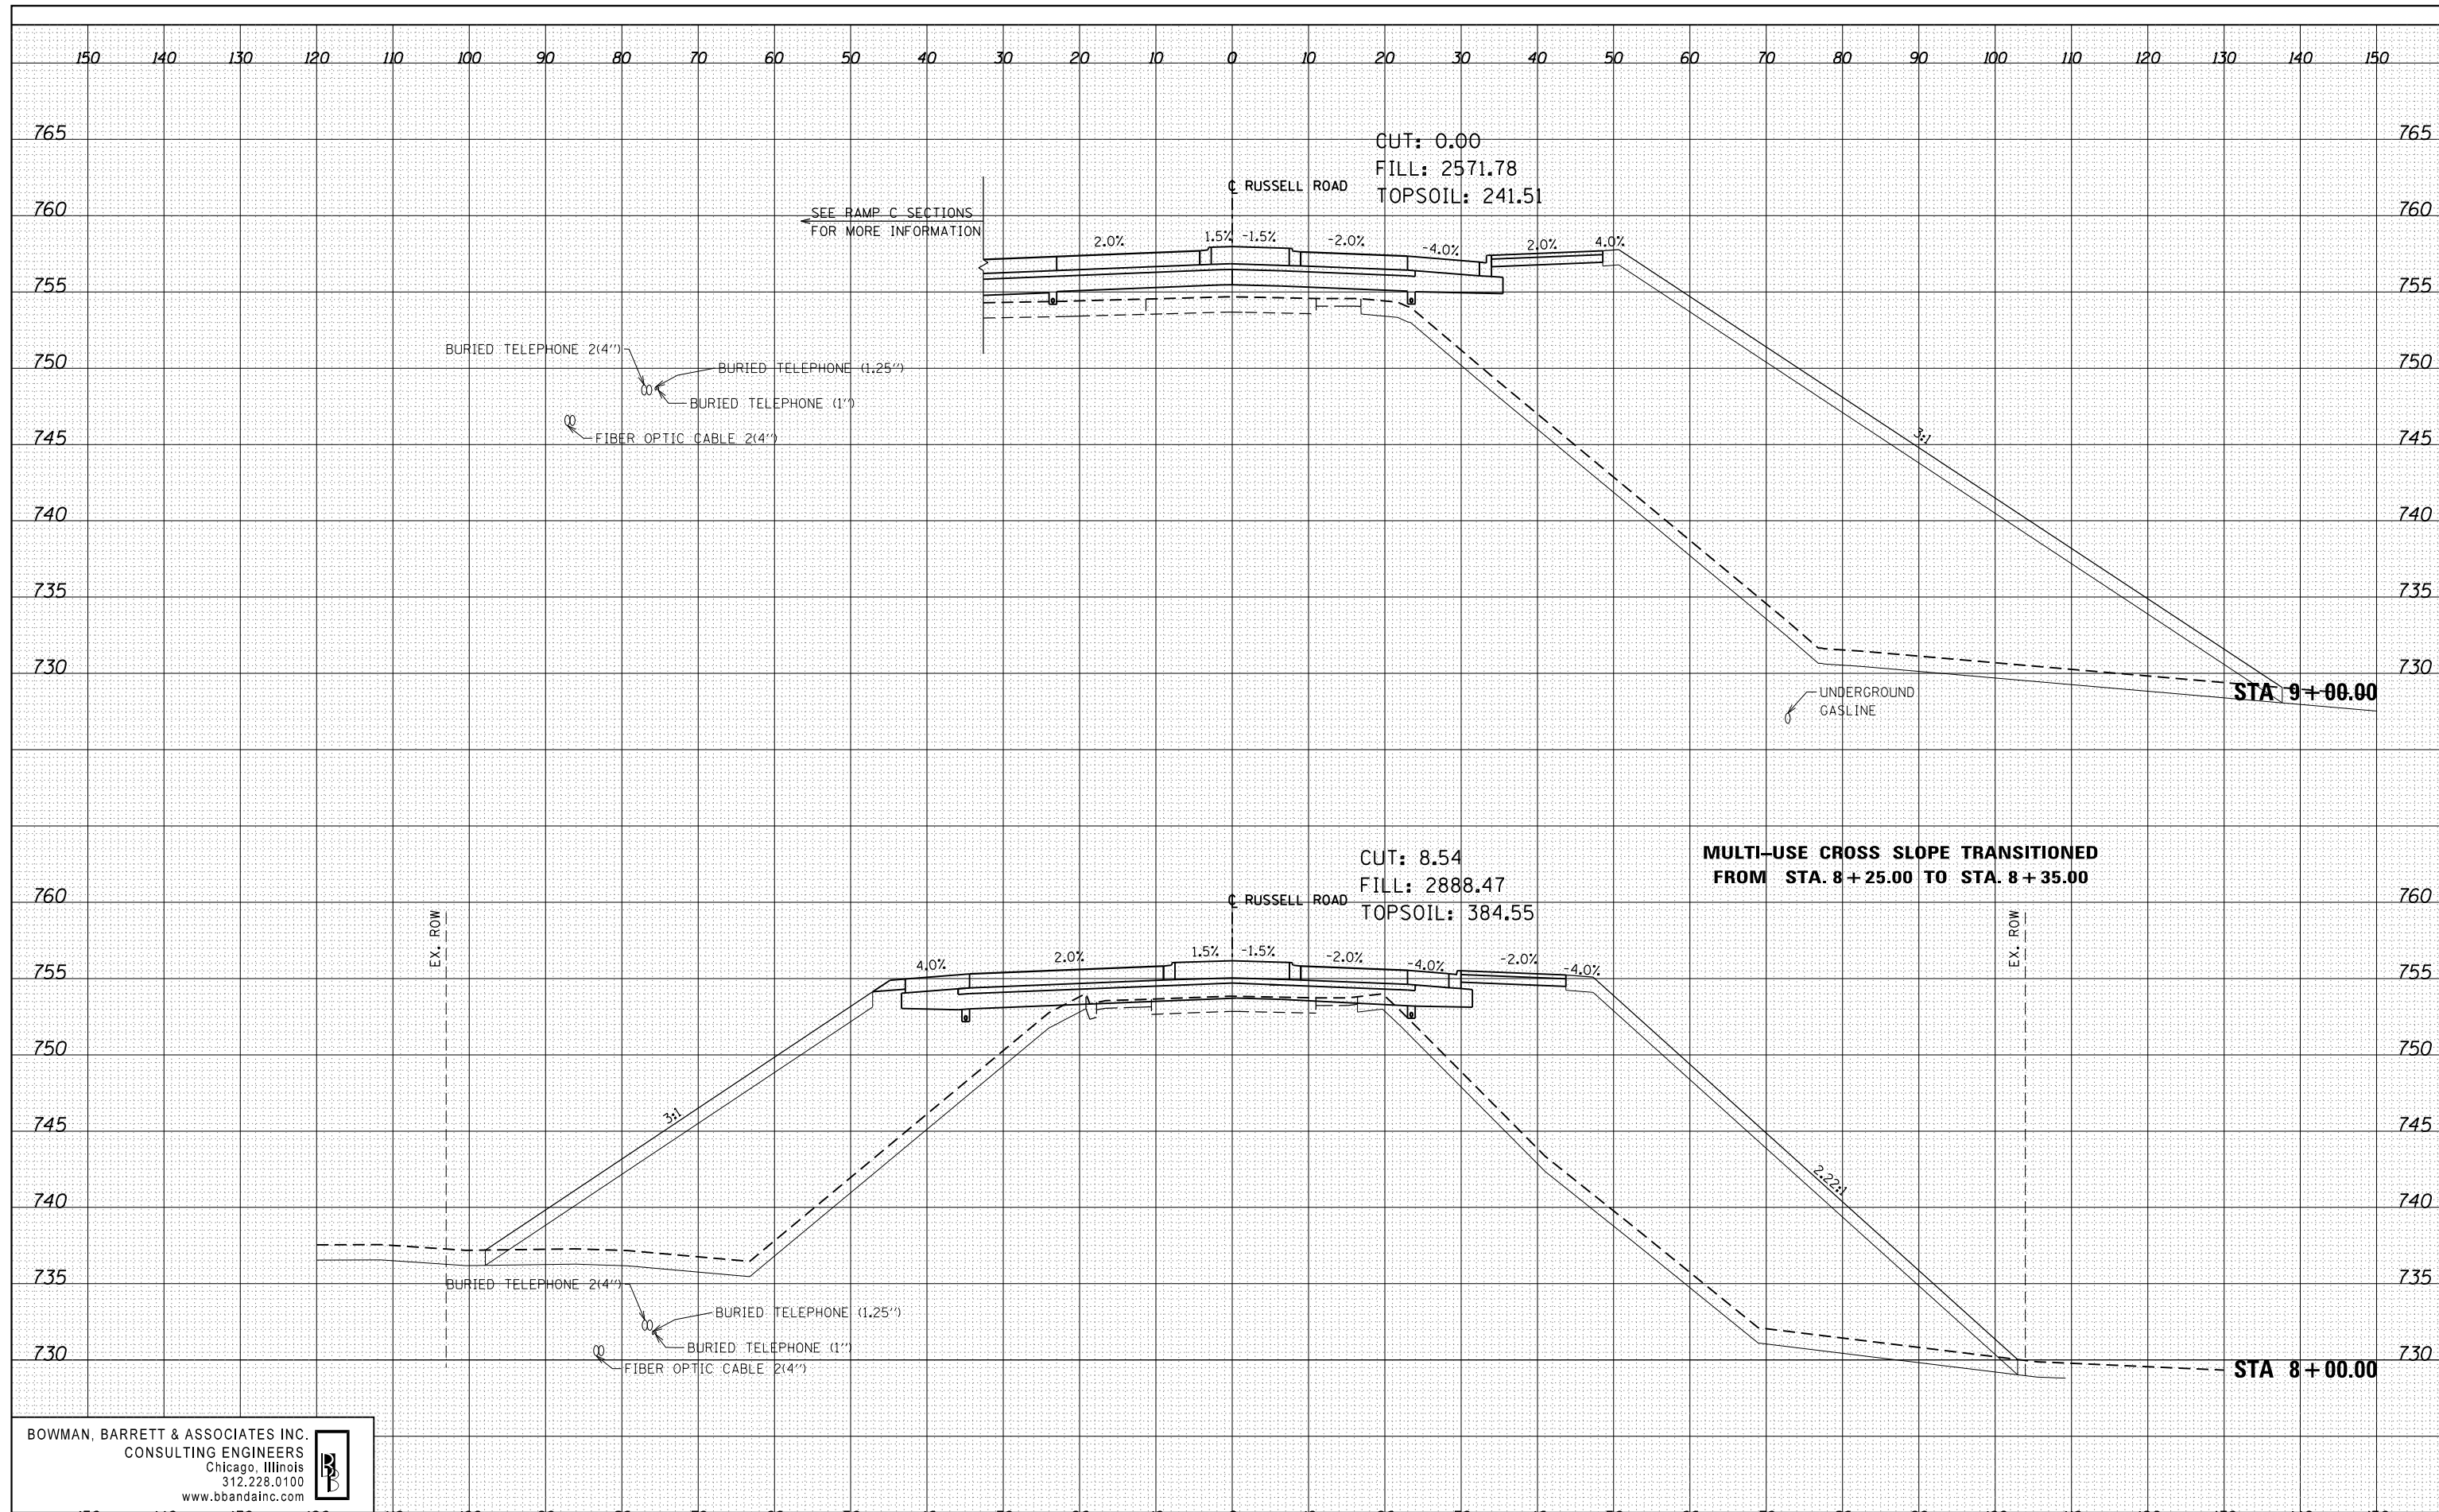 150 140 130 120 110 100 90 80 70 60 50 40 30 20 10 0 10 20 30 40 50 60 70 80 90 100 110 120 130 140 150
765 765
CUT: 0.00
FILL: 2571.78
℄ RUSSELL ROAD
TOPSOIL: 241.51
760 760
SEE RAMP C SECTIONS
FOR MORE INFORMATION
2.0% 1.5% -1.5% -2.0% -4.0% 2.0% 4.0%
755 755
BURIED TELEPHONE 2(4'')
750 750
BURIED TELEPHONE (1.25'')
BURIED TELEPHONE (1'')
FIBER OPTIC CABLE 2(4'')
745 745
3:1
740 740
735 735
730 730
UNDERGROUND
GASLINE
STA 9+00.00
MULTI-USE CROSS SLOPE TRANSITIONED
FROM STA. 8+25.00 TO STA. 8+35.00
CUT: 8.54
FILL: 2888.47
℄ RUSSELL ROAD
TOPSOIL: 384.55
760 760
EX. ROW
EX. ROW
4.0% 2.0% 1.5% -1.5% -2.0% -4.0% -2.0% -4.0%
755 755
750 750
745 745
3:1
2.22:1
740 740
735 735
BURIED TELEPHONE 2(4'')
BURIED TELEPHONE (1.25'')
BURIED TELEPHONE (1'')
FIBER OPTIC CABLE 2(4'')
730 730
STA 8+00.00
BOWMAN, BARRETT & ASSOCIATES INC.
CONSULTING ENGINEERS
Chicago, Illinois
312.228.0100
www.bbandainc.com